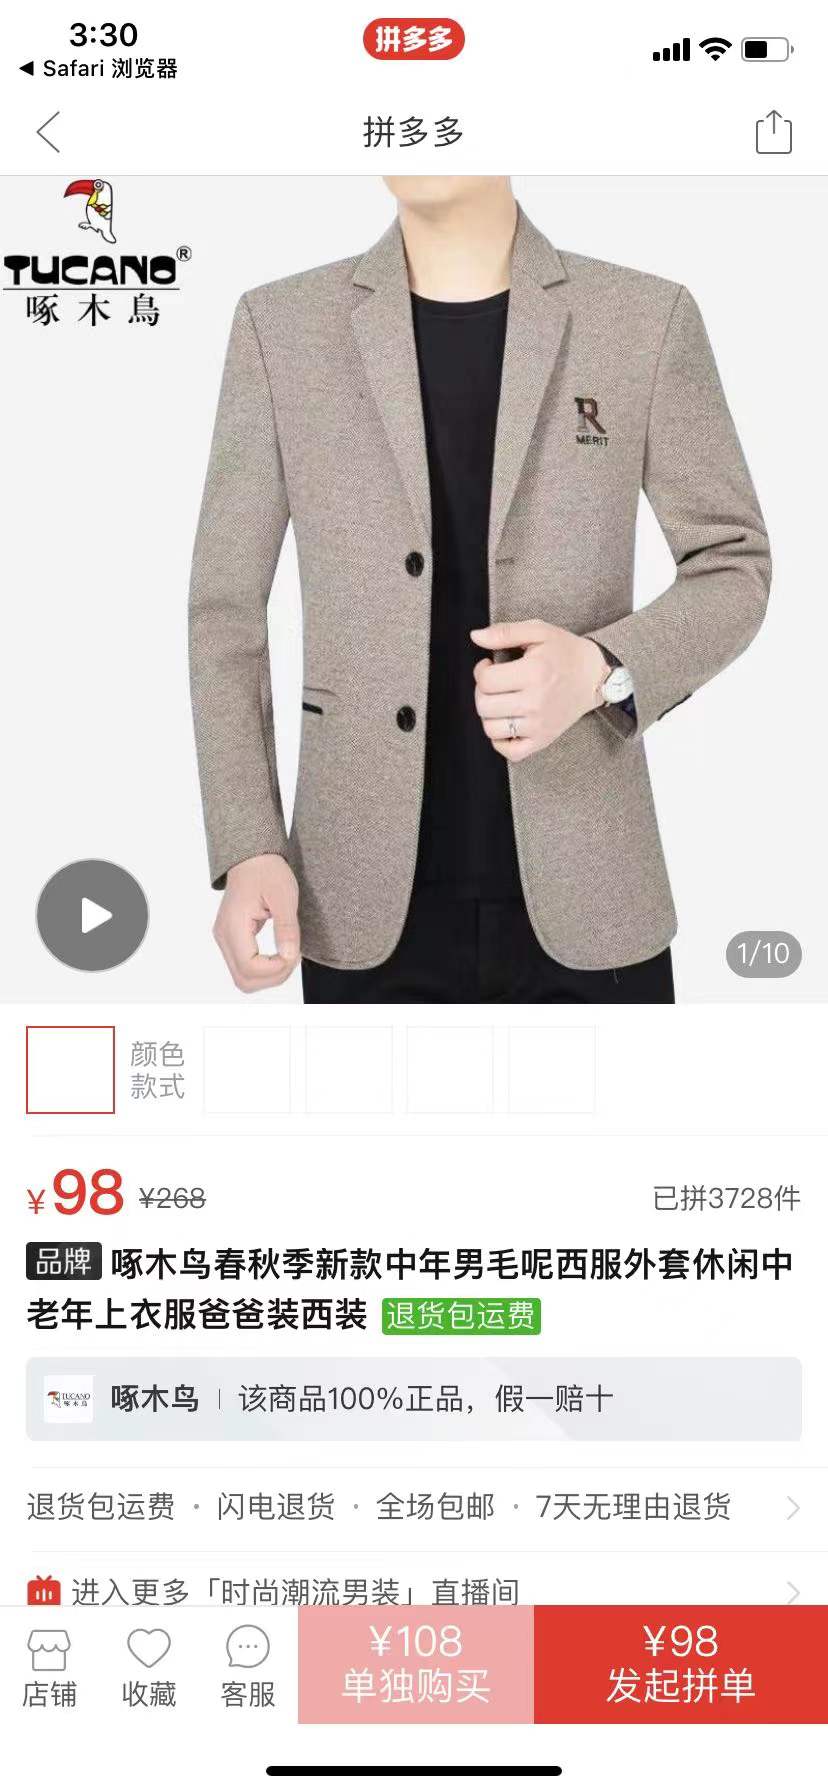 3:30
拼多多
◀ Safari 浏览器
拼多多
TUCANO®
啄木鳥
R
MERIT
1/10
颜色
款式
¥98 ¥268
已拼3728件
品牌 啄木鸟春秋季新款中年男毛呢西服外套休闲中
老年上衣服爸爸装西装 退货包运费
TUCANO
啄木鸟
啄木鸟 | 该商品100%正品，假一赔十
退货包运费 · 闪电退货 · 全场包邮 · 7天无理由退货
进入更多「时尚潮流男装」直播间
店铺
收藏
客服
¥108
单独购买
¥98
发起拼单